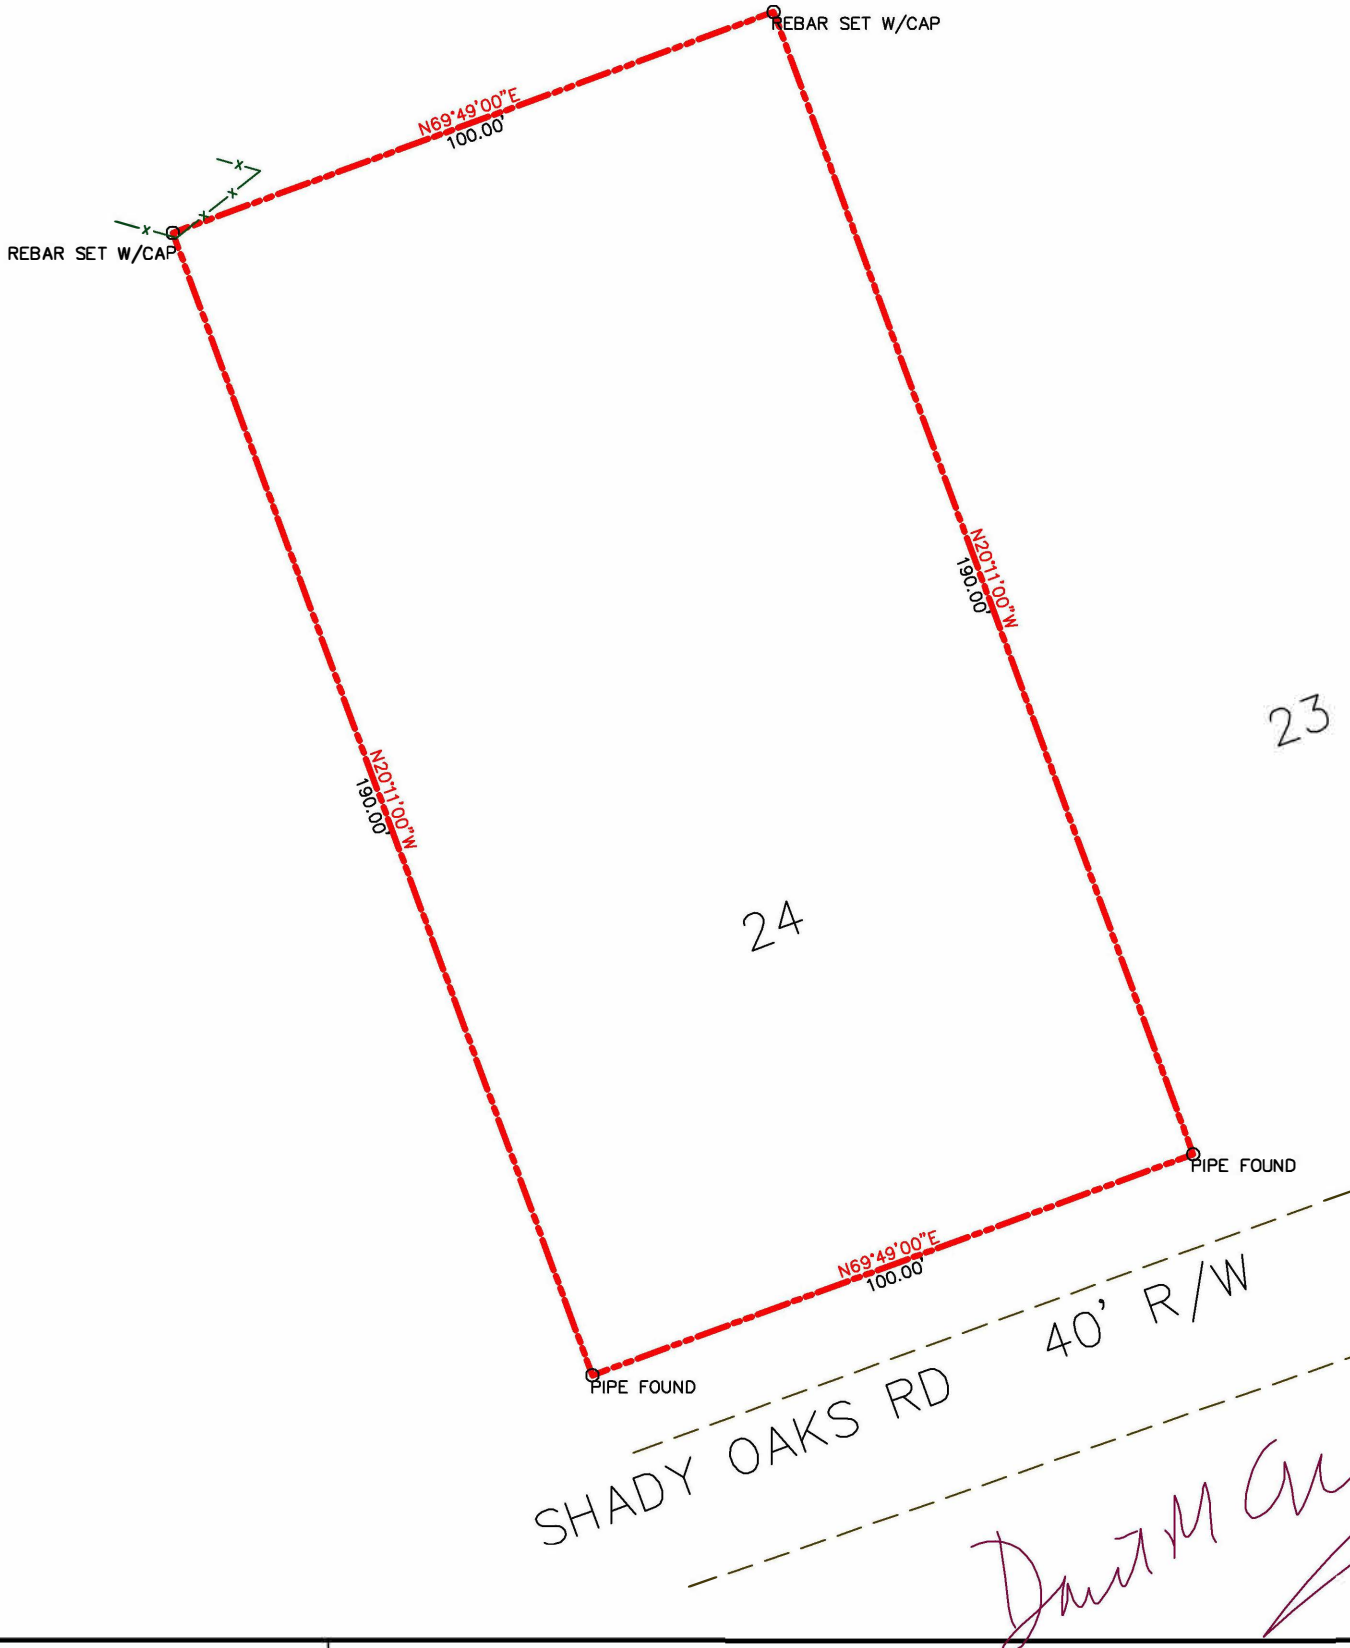 REBAR SET W/CAP
N69°49'00"E
100.00'
REBAR SET W/CAP
N20°11'00"W
190.00'
23
N20°11'00"W
190.00'
24
PIPE FOUND
N69°49'00"E
100.00'
40' R/W
PIPE FOUND
SHADY OAKS RD
David M